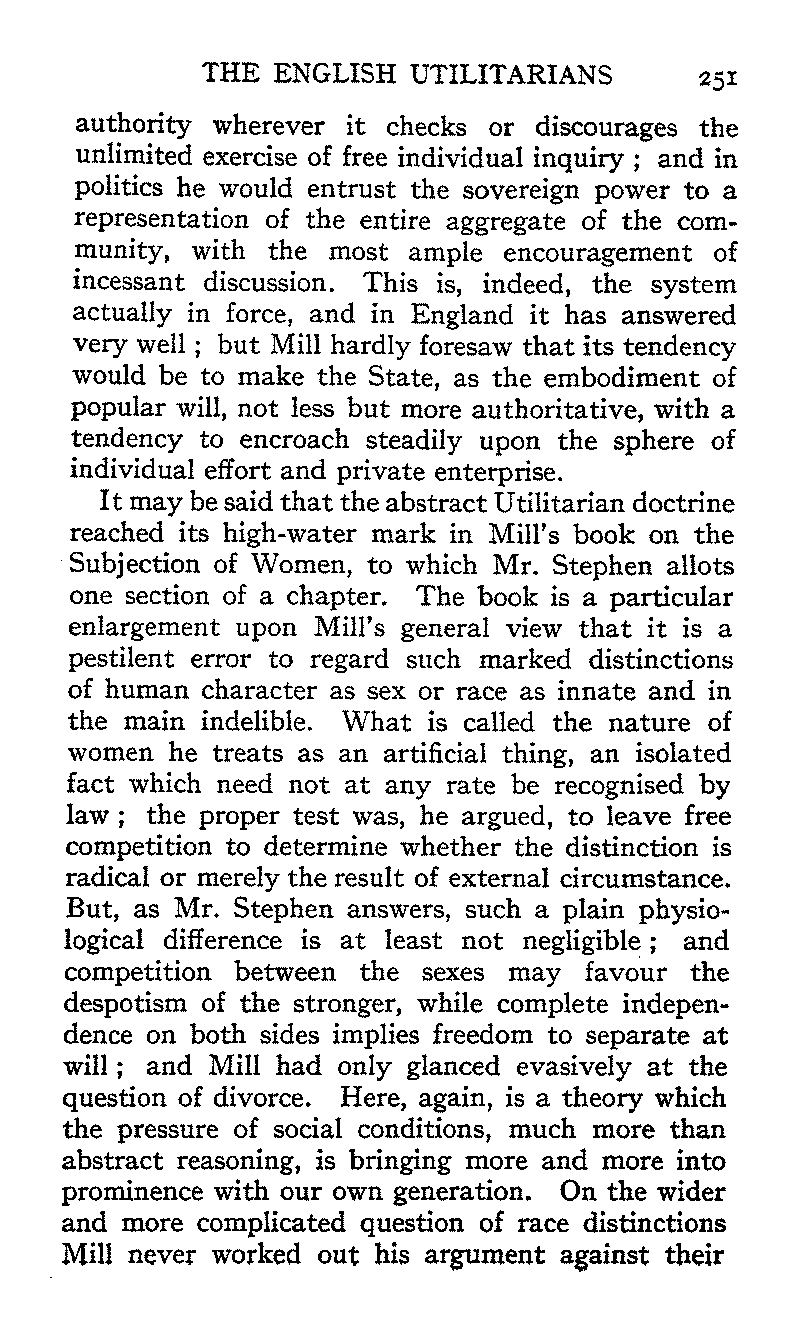 THE ENGLISH UTILITARIANS 251
authority wherever it checks or discourages the
unlimited exercise of free individual inquiry ; and in
politics he would entrust the sovereign power to a
representation of the entire aggregate of the com-
munity, with the most ample encouragement of
incessant discussion. This is, indeed, the system
actually in force, and in England it has answered
very well ; but Mill hardly foresaw that its tendency
would be to make the State, as the embodiment of
popular will, not less but more authoritative, with a
tendency to encroach steadily upon the sphere of
individual effort and private enterprise.
It may be said that the abstract Utilitarian doctrine
reached its high-water mark in Mill's book on the
Subjection of Women, to which Mr. Stephen allots
one section of a chapter. The book is a particular
enlargement upon Mill's general view that it is a
pestilent error to regard such marked distinctions
of human character as sex or race as innate and in
the main indelible. What is called the nature of
women he treats as an artificial thing, an isolated
fact which need not at any rate be recognised by
law ; the proper test was, he argued, to leave free
competition to determine whether the distinction is
radical or merely the result of external circumstance.
But, as Mr. Stephen answers, such a plain physio-
logical difference is at least not negligible ; and
competition between the sexes may favour the
despotism of the stronger, while complete indepen-
dence on both sides implies freedom to separate at
will ; and Mill had only glanced evasively at the
question of divorce. Here, again, is a theory which
the pressure of social conditions, much more than
abstract reasoning, is bringing more and more into
prominence with our own generation. On the wider
and more complicated question of race distinctions
Mill never worked out his argument against their